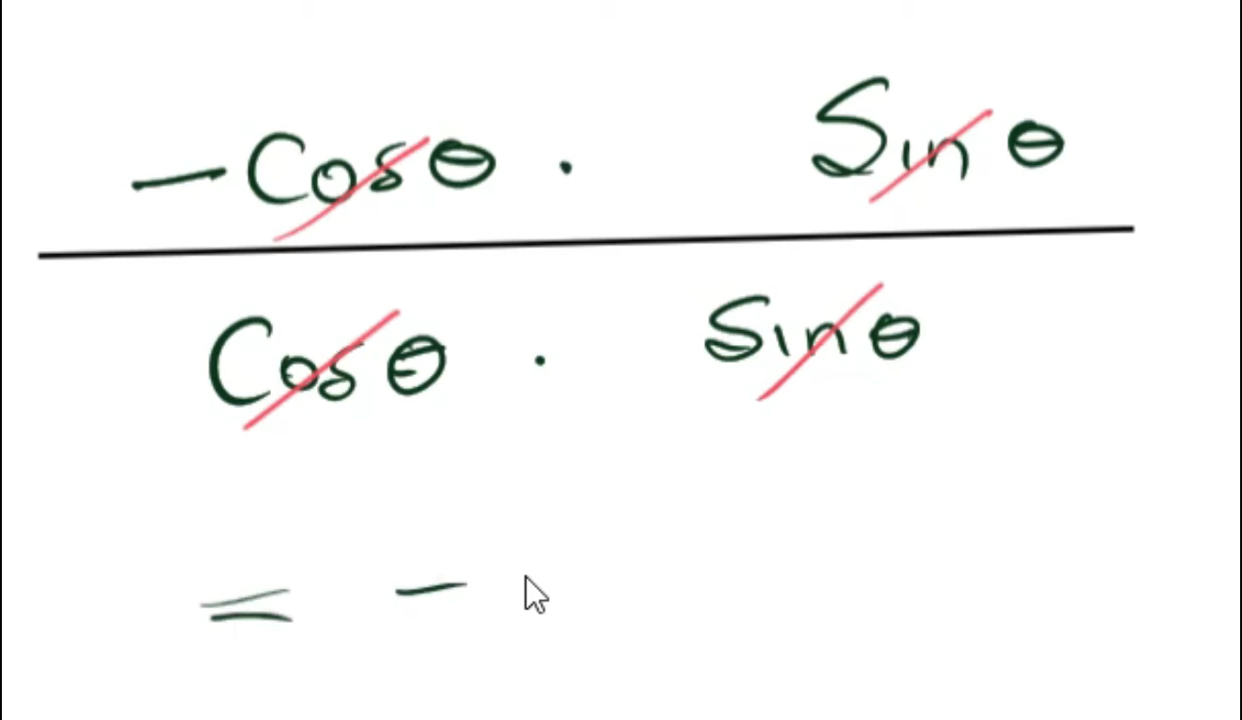 — Cosθ . Sinθ
Cosθ . Sinθ
= —